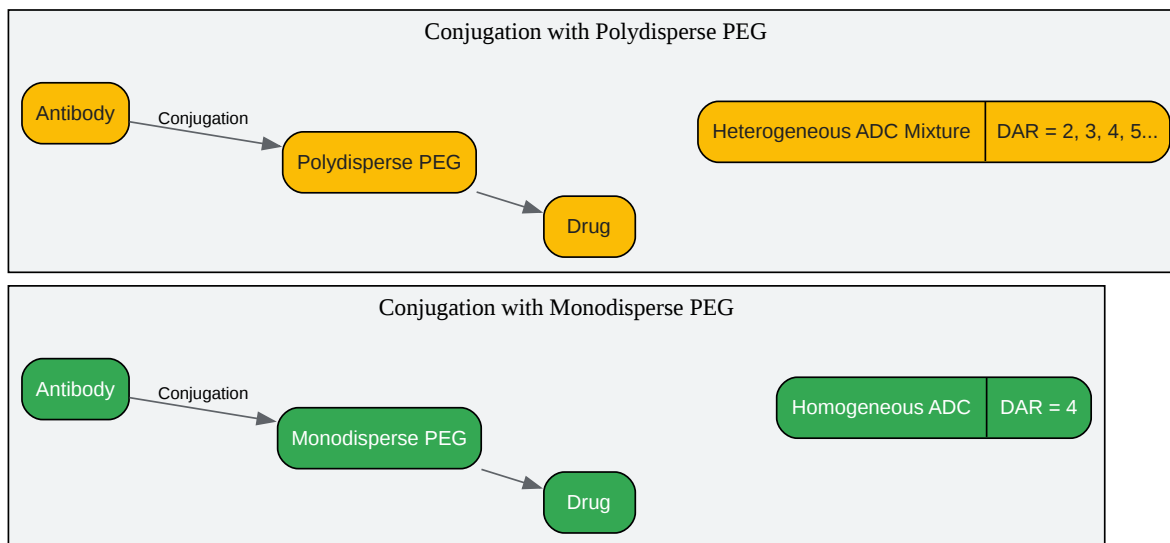 Conjugation with Polydisperse PEG
Antibody
Conjugation
Polydisperse PEG
Drug
Heterogeneous ADC Mixture
DAR = 2, 3, 4, 5...
Conjugation with Monodisperse PEG
Antibody
Conjugation
Monodisperse PEG
Drug
Homogeneous ADC
DAR = 4